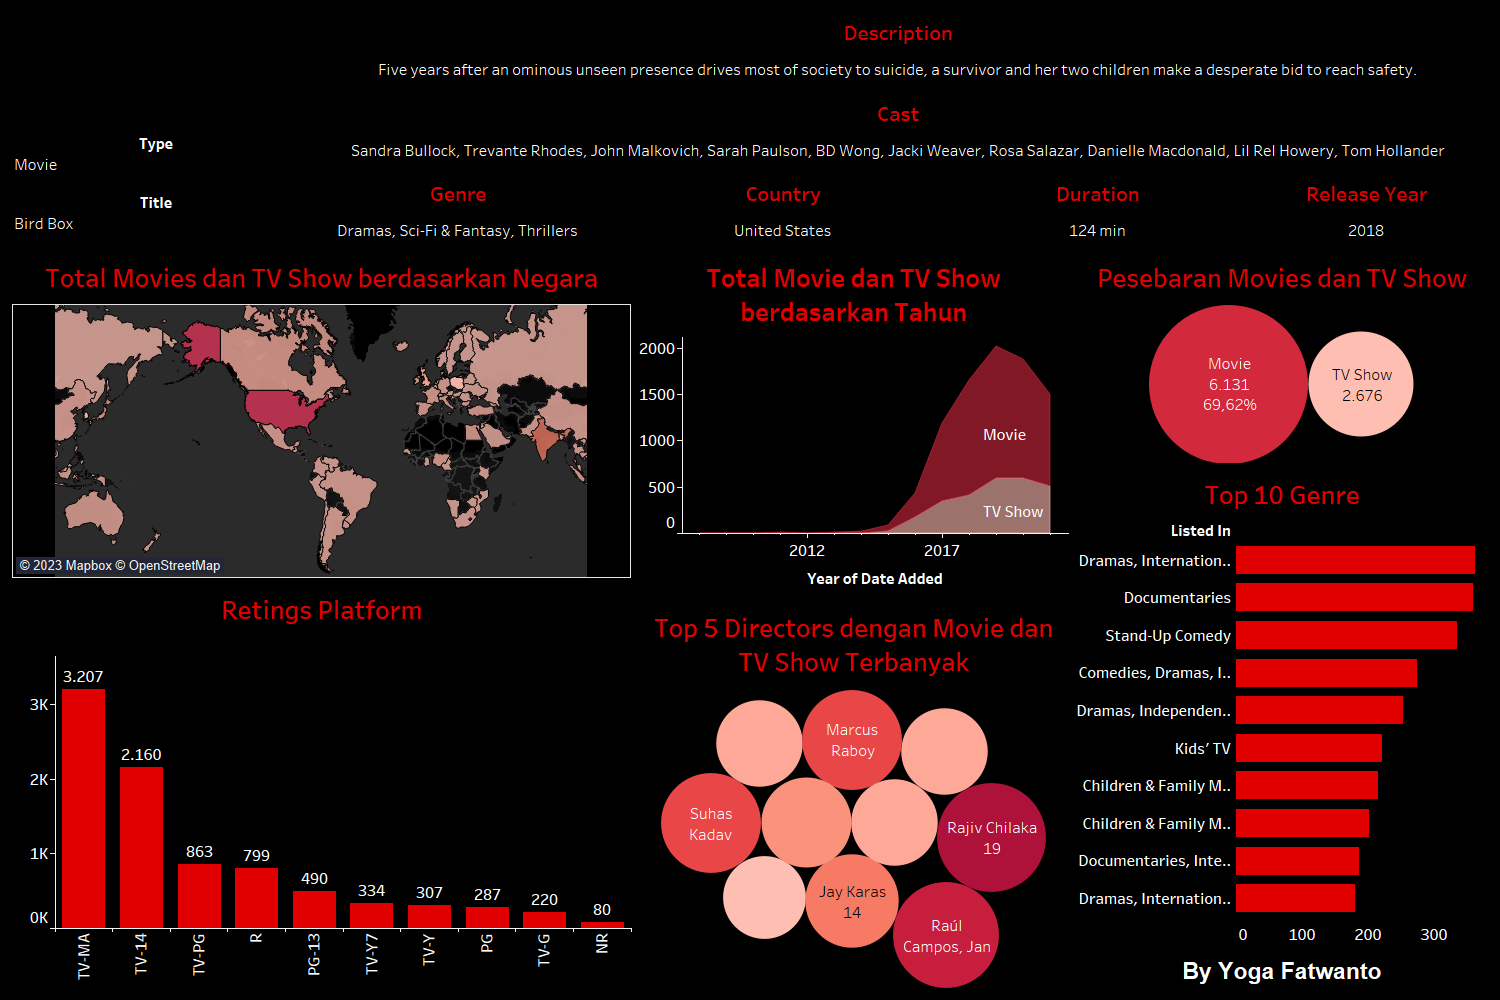 Description
Five years after an ominous unseen presence drives most of society to suicide, a survivor and her two children make a desperate bid to reach safety.
Cast
Sandra Bullock, Trevante Rhodes, John Malkovich, Sarah Paulson, BD Wong, Jacki Weaver, Rosa Salazar, Danielle Macdonald, Lil Rel Howery, Tom Hollander
Type
Movie
Title
Bird Box
Genre
Dramas, Sci-Fi & Fantasy, Thrillers
Country
United States
Duration
124 min
Release Year
2018
Total Movies dan TV Show berdasarkan Negara
© 2023 Mapbox © OpenStreetMap
Total Movie dan TV Show
berdasarkan Tahun
2000
1500
1000
500
0
Movie
TV Show
2012
2017
Year of Date Added
Pesebaran Movies dan TV Show
Movie
6.131
69,62%
TV Show
2.676
Top 10 Genre
Listed In
Dramas, Internation..
Documentaries
Stand-Up Comedy
Comedies, Dramas, I..
Dramas, Independen..
Kids' TV
Children & Family M..
Children & Family M..
Documentaries, Inte..
Dramas, Internation..
0
100
200
300
Retings Platform
3K
2K
1K
0K
3.207
2.160
863
799
490
334
307
287
220
80
TV-MA
TV-14
TV-PG
R
PG-13
TV-Y7
TV-Y
PG
TV-G
NR
Top 5 Directors dengan Movie dan
TV Show Terbanyak
Marcus
Raboy
Suhas
Kadav
Rajiv Chilaka
19
Jay Karas
14
Raúl
Campos, Jan
By Yoga Fatwanto